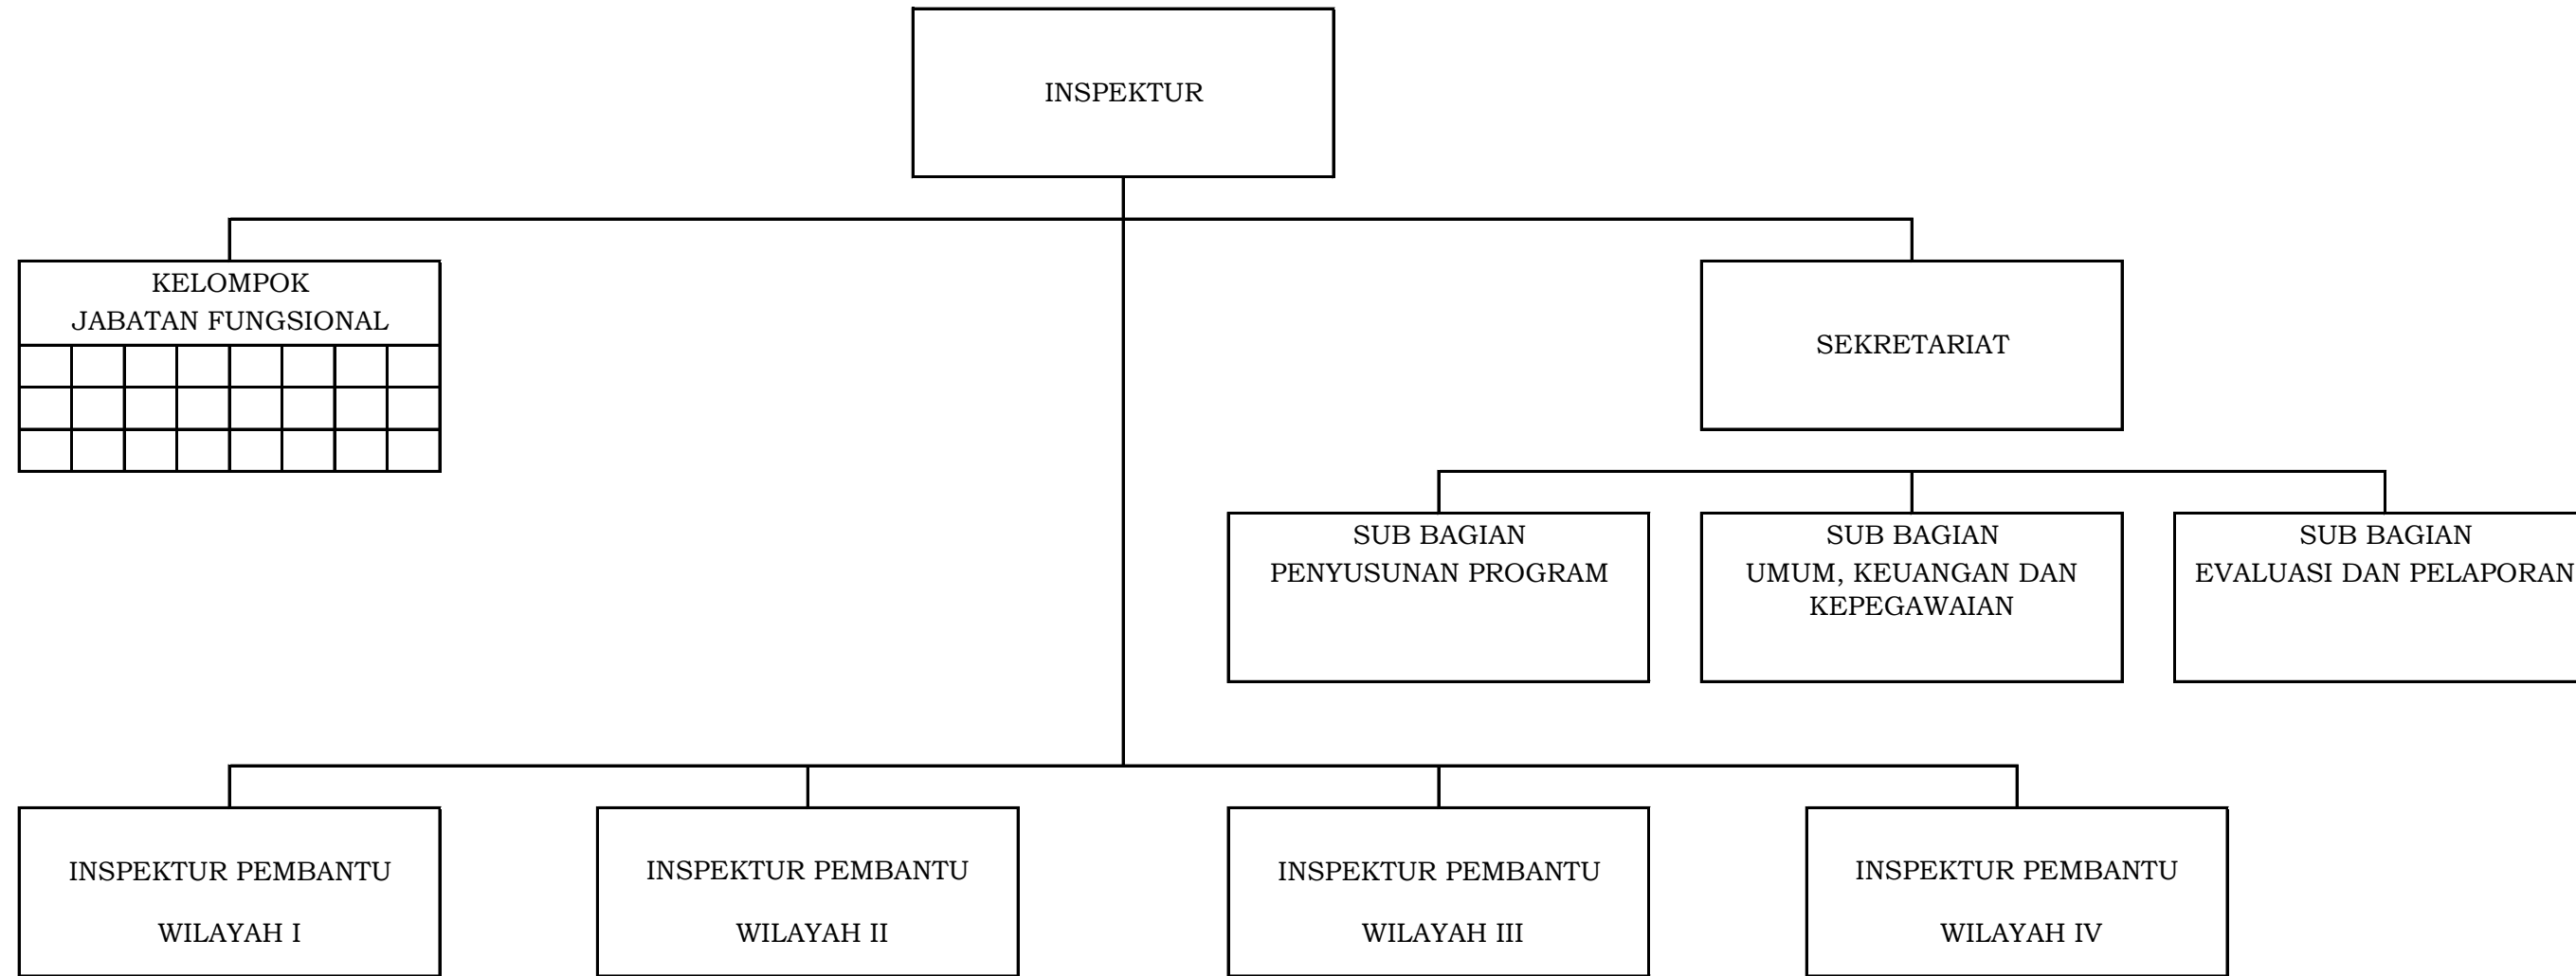 INSPEKTUR
KELOMPOK
JABATAN FUNGSIONAL
SEKRETARIAT
SUB BAGIAN
PENYUSUNAN PROGRAM
SUB BAGIAN
UMUM, KEUANGAN DAN
KEPEGAWAIAN
SUB BAGIAN
EVALUASI DAN PELAPORAN
INSPEKTUR PEMBANTU
WILAYAH I
INSPEKTUR PEMBANTU
WILAYAH II
INSPEKTUR PEMBANTU
WILAYAH III
INSPEKTUR PEMBANTU
WILAYAH IV